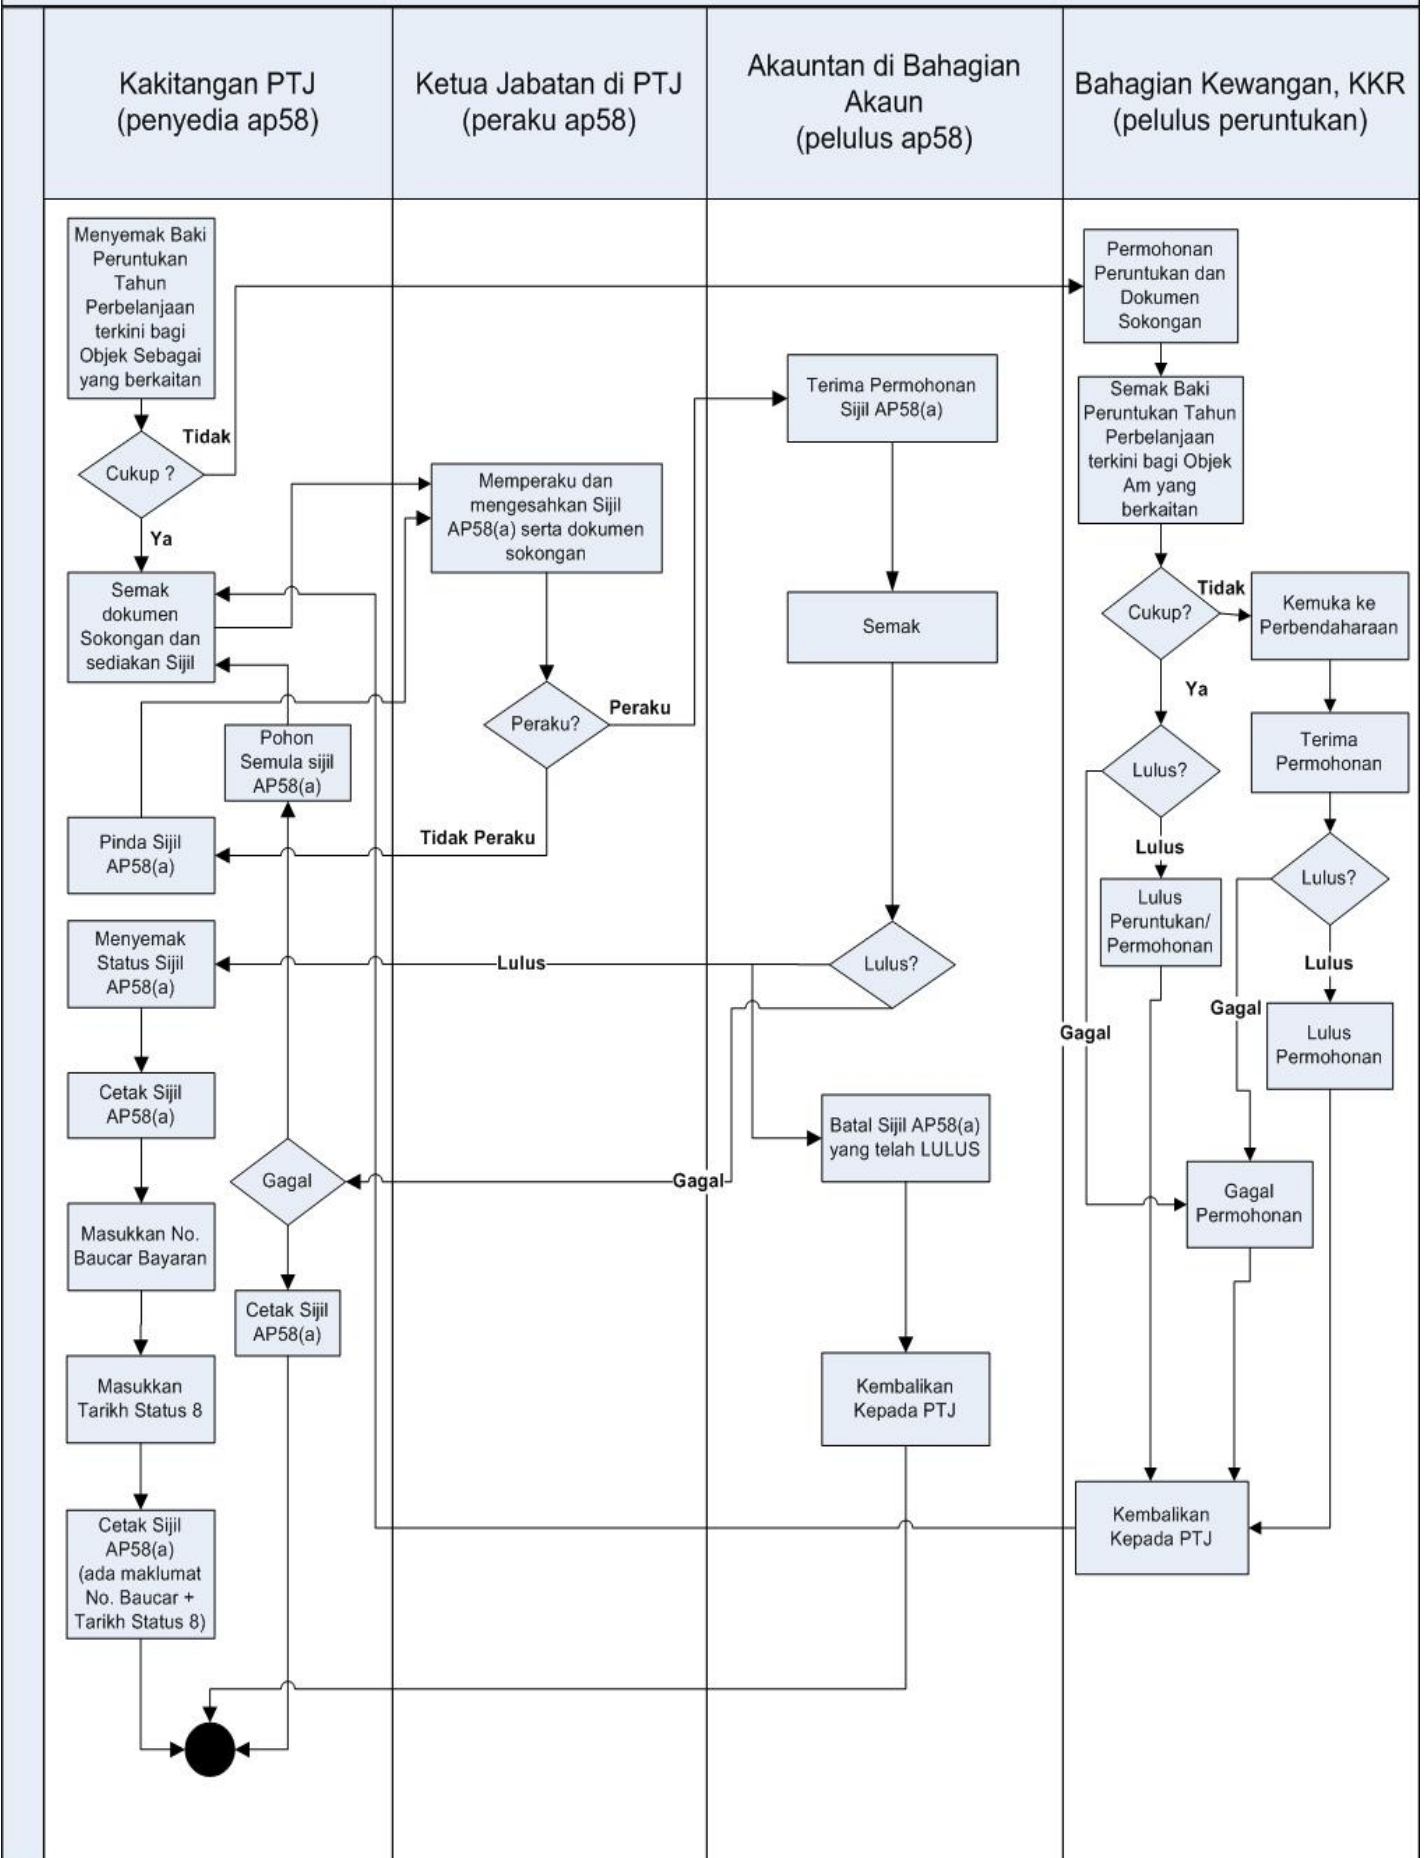 Kakitangan PTJ
(penyedia ap58)
Ketua Jabatan di PTJ
(peraku ap58)
Akauntan di Bahagian
Akaun
(pelulus ap58)
Bahagian Kewangan, KKR
(pelulus peruntukan)
Menyemak Baki
Peruntukan
Tahun
Perbelanjaan
terkini bagi
Objek Sebagai
yang berkaitan
Cukup ?
Tidak
Ya
Semak
dokumen
Sokongan dan
sediakan Sijil
Pohon
Semula sijil
AP58(a)
Pinda Sijil
AP58(a)
Menyemak
Status Sijil
AP58(a)
Cetak Sijil
AP58(a)
Masukkan No.
Baucar Bayaran
Masukkan
Tarikh Status 8
Cetak Sijil
AP58(a)
(ada maklumat
No. Baucar +
Tarikh Status 8)
Gagal
Cetak Sijil
AP58(a)
Memperaku dan
mengesahkan Sijil
AP58(a) serta dokumen
sokongan
Peraku?
Peraku
Tidak Peraku
Lulus
Gagal
Terima Permohonan
Sijil AP58(a)
Semak
Lulus?
Batal Sijil AP58(a)
yang telah LULUS
Kembalikan
Kepada PTJ
Permohonan
Peruntukan dan
Dokumen
Sokongan
Semak Baki
Peruntukan Tahun
Perbelanjaan
terkini bagi Objek
Am yang
berkaitan
Cukup?
Tidak
Ya
Kemuka ke
Perbendaharaan
Terima
Permohonan
Lulus?
Lulus
Lulus
Peruntukan/
Permohonan
Lulus?
Lulus
Gagal
Gagal
Lulus
Permohonan
Gagal
Permohonan
Kembalikan
Kepada PTJ